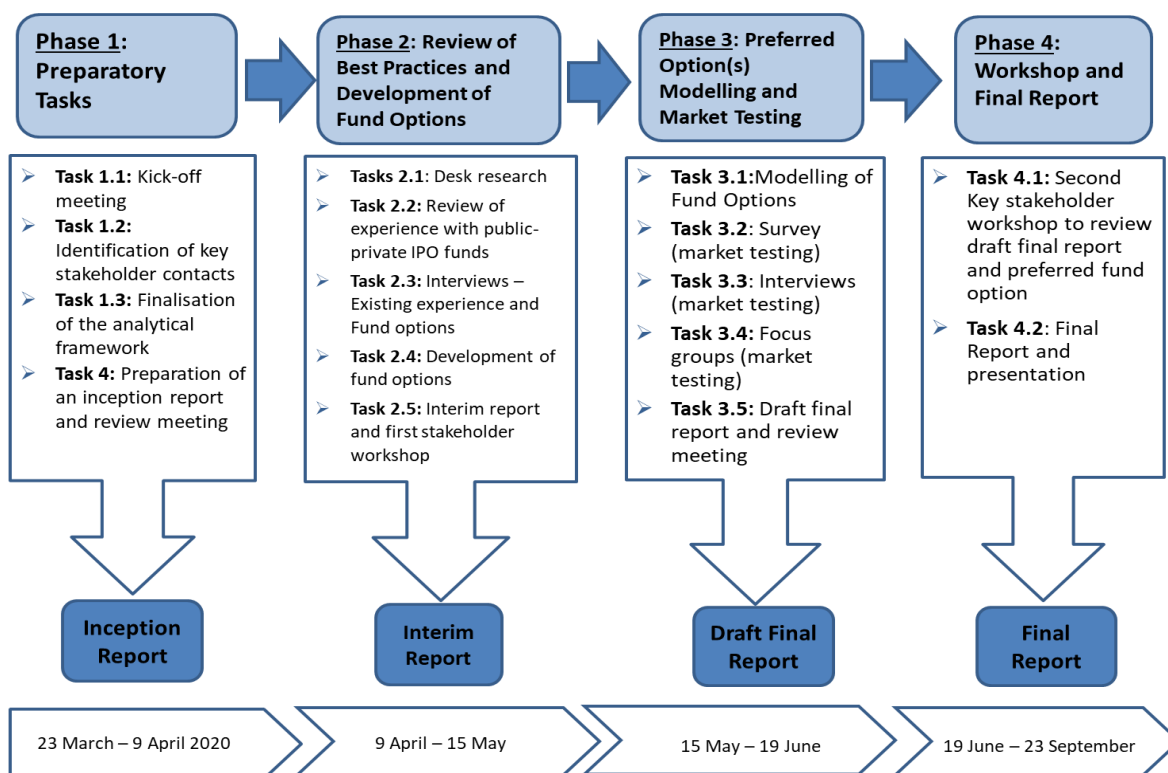 Phase 1:
Preparatory
Tasks
Phase 2: Review of
Best Practices and
Development of
Fund Options
Phase 3: Preferred
Option(s)
Modelling and
Market Testing
Phase 4:
Workshop and
Final Report
Task 1.1: Kick-off
meeting
Task 1.2:
Identification of key
stakeholder contacts
Task 1.3: Finalisation
of the analytical
framework
Task 4: Preparation of
an inception report
and review meeting
Tasks 2.1: Desk research
Task 2.2: Review of
experience with public-
private IPO funds
Task 2.3: Interviews –
Existing experience and
Fund options
Task 2.4: Development of
fund options
Task 2.5: Interim report
and first stakeholder
workshop
Task 3.1:Modelling of
Fund Options
Task 3.2: Survey
(market testing)
Task 3.3: Interviews
(market testing)
Task 3.4: Focus
groups (market
testing)
Task 3.5: Draft final
report and review
meeting
Task 4.1: Second
Key stakeholder
workshop to review
draft final report
and preferred fund
option
Task 4.2: Final
Report and
presentation
Inception
Report
Interim
Report
Draft Final
Report
Final
Report
23 March – 9 April 2020
9 April – 15 May
15 May – 19 June
19 June – 23 September